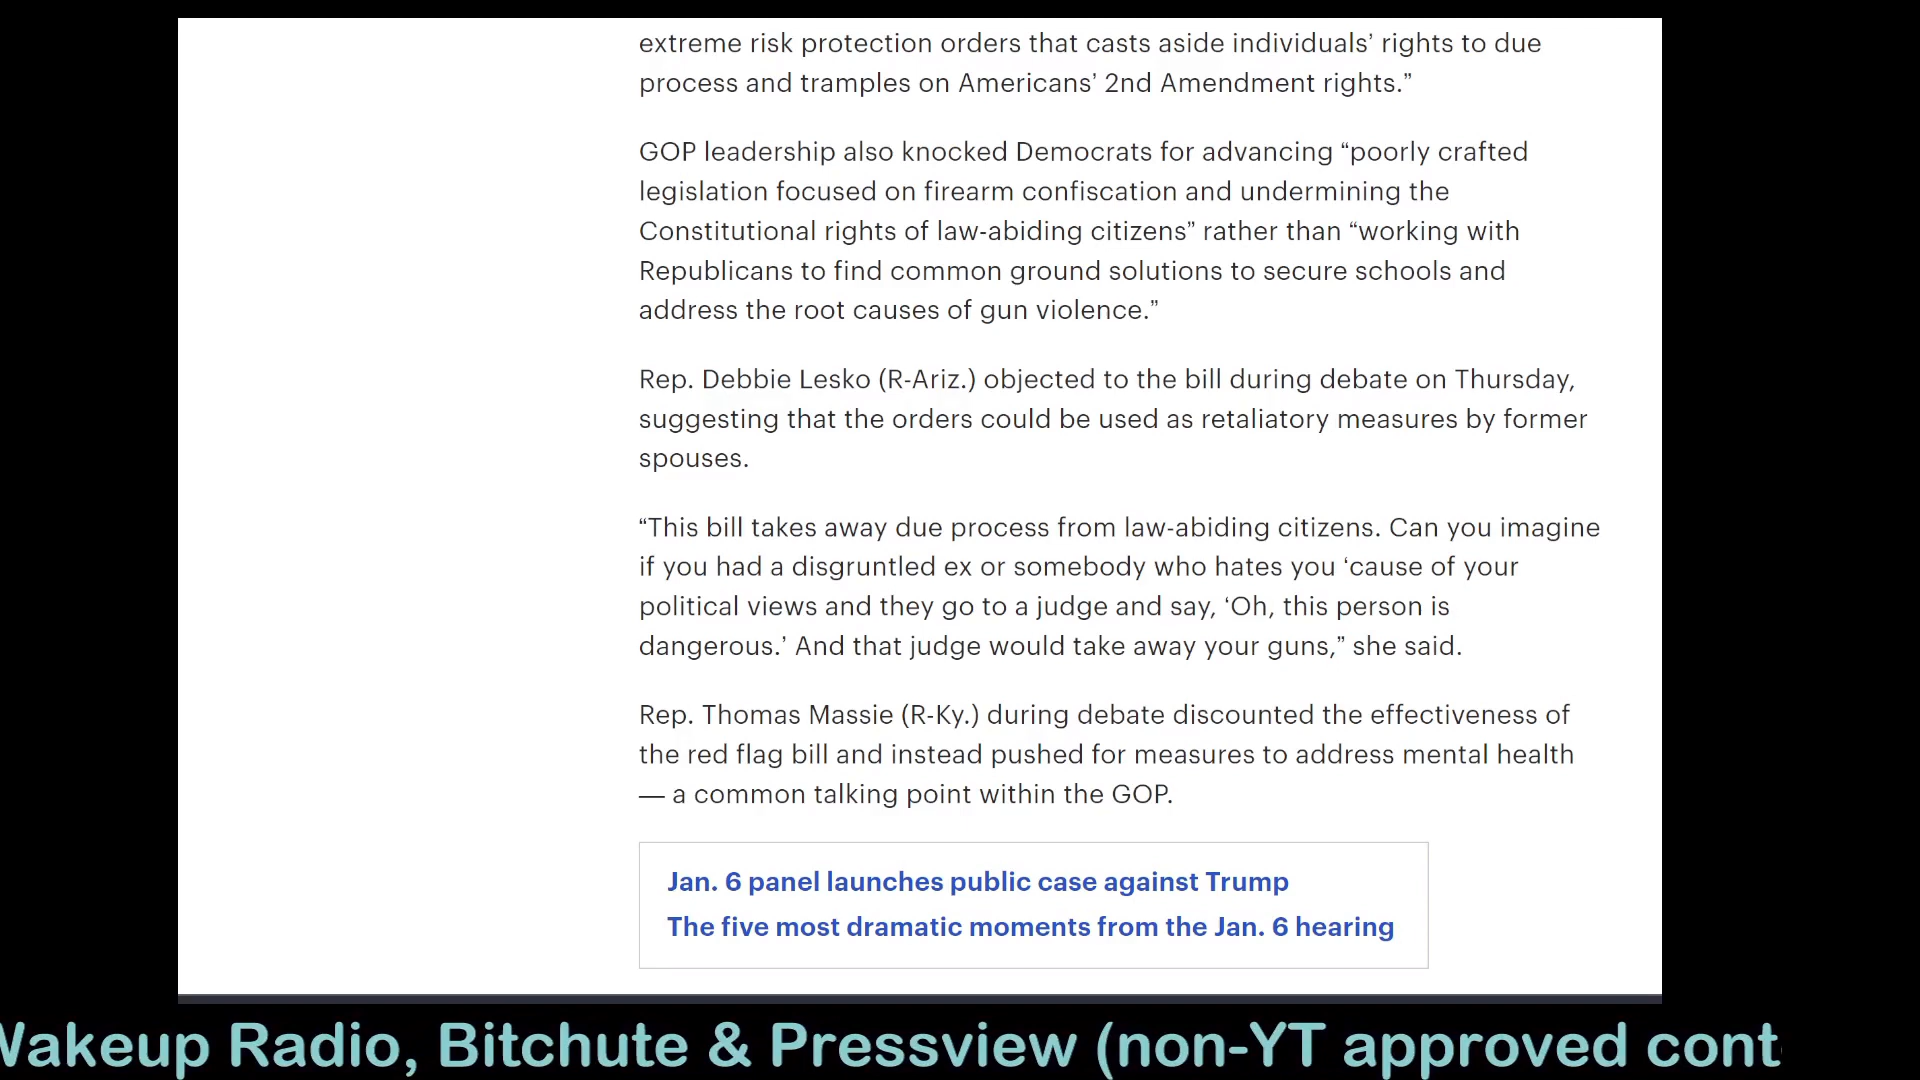 extreme risk protection orders that casts aside individuals’ rights to due
process and tramples on Americans’ 2nd Amendment rights.”
GOP leadership also knocked Democrats for advancing “poorly crafted
legislation focused on firearm confiscation and undermining the
Constitutional rights of law-abiding citizens” rather than “working with
Republicans to find common ground solutions to secure schools and
address the root causes of gun violence.”
Rep. Debbie Lesko (R-Ariz.) objected to the bill during debate on Thursday,
suggesting that the orders could be used as retaliatory measures by former
spouses.
“This bill takes away due process from law-abiding citizens. Can you imagine
if you had a disgruntled ex or somebody who hates you ‘cause of your
political views and they go to a judge and say, ‘Oh, this person is
dangerous.’ And that judge would take away your guns,” she said.
Rep. Thomas Massie (R-Ky.) during debate discounted the effectiveness of
the red flag bill and instead pushed for measures to address mental health
— a common talking point within the GOP.
Jan. 6 panel launches public case against Trump
The five most dramatic moments from the Jan. 6 hearing
Wakeup Radio, Bitchute & Pressview (non-YT approved cont